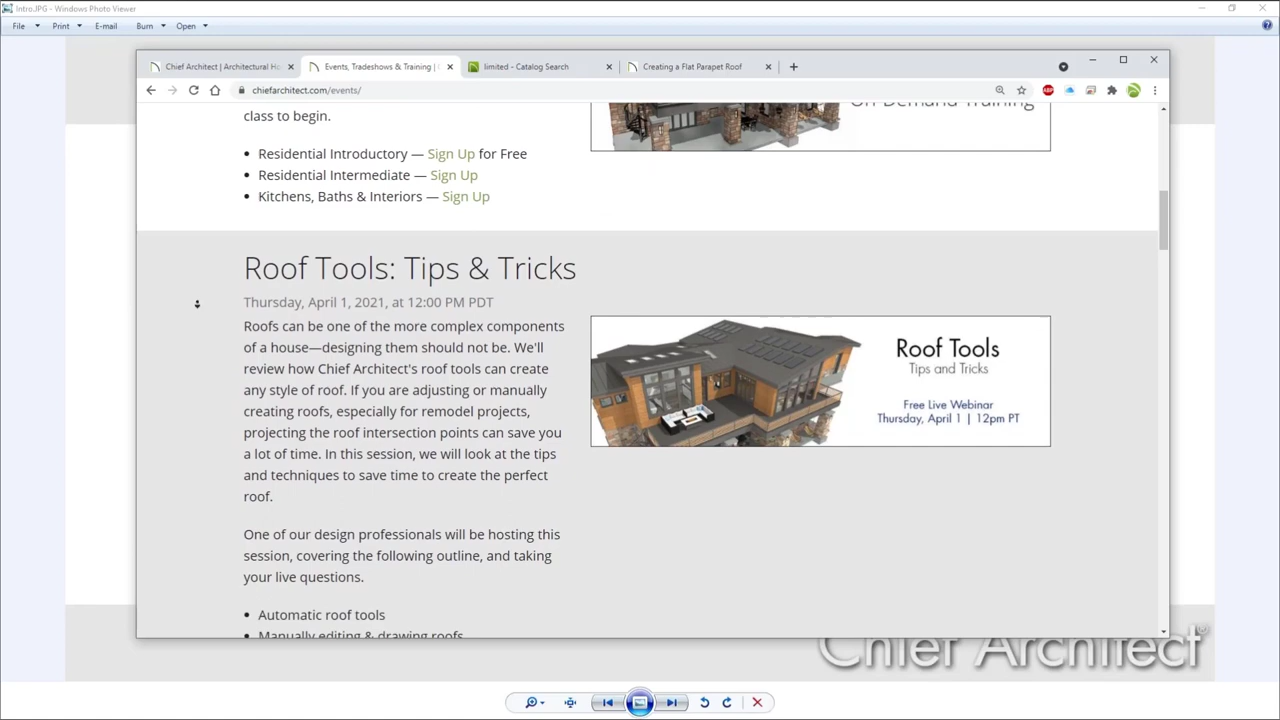 Intro.JPG - Windows Photo Viewer
File Print E-mail Burn Open
Chief Architect | Architectural Ho
Events, Tradeshows & Training | C
limited - Catalog Search
Creating a Flat Parapet Roof
chiefarchitect.com/events/
class to begin.
On-Demand Training
• Residential Introductory — Sign Up for Free
• Residential Intermediate — Sign Up
• Kitchens, Baths & Interiors — Sign Up
Roof Tools: Tips & Tricks
Thursday, April 1, 2021, at 12:00 PM PDT
Roofs can be one of the more complex components
of a house—designing them should not be. We'll
review how Chief Architect's roof tools can create
any style of roof. If you are adjusting or manually
creating roofs, especially for remodel projects,
projecting the roof intersection points can save you
a lot of time. In this session, we will look at the tips
and techniques to save time to create the perfect
roof.
Roof Tools
Tips and Tricks
Free Live Webinar
Thursday, April 1 | 12pm PT
One of our design professionals will be hosting this
session, covering the following outline, and taking
your live questions.
• Automatic roof tools
• Manually editing & drawing roofs
Chief Architect®